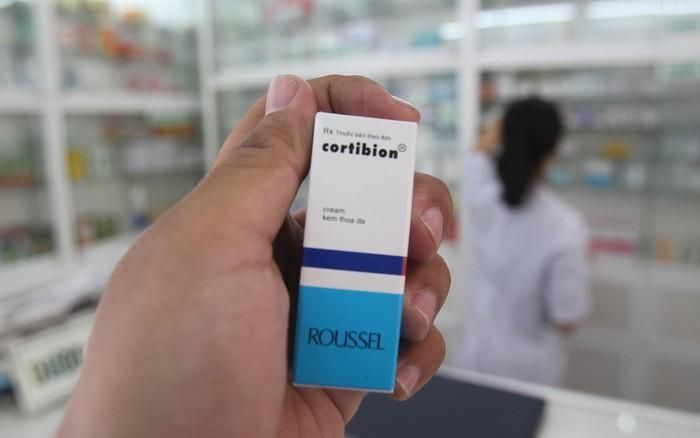 Rx Thuốc bán theo đơn
cortibion®
cream
kem thoa da
ROUSSEL